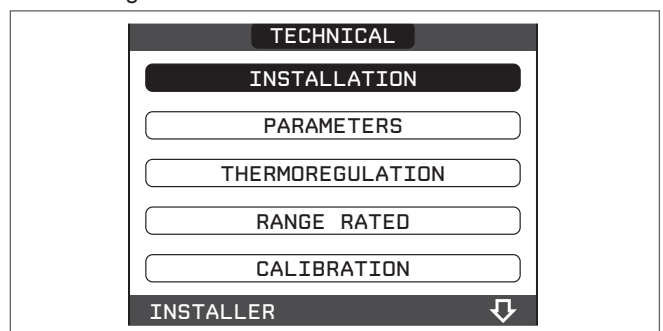 TECHNICAL
INSTALLATION
PARAMETERS
THERMOREGULATION
RANGE RATED
CALIBRATION
INSTALLER